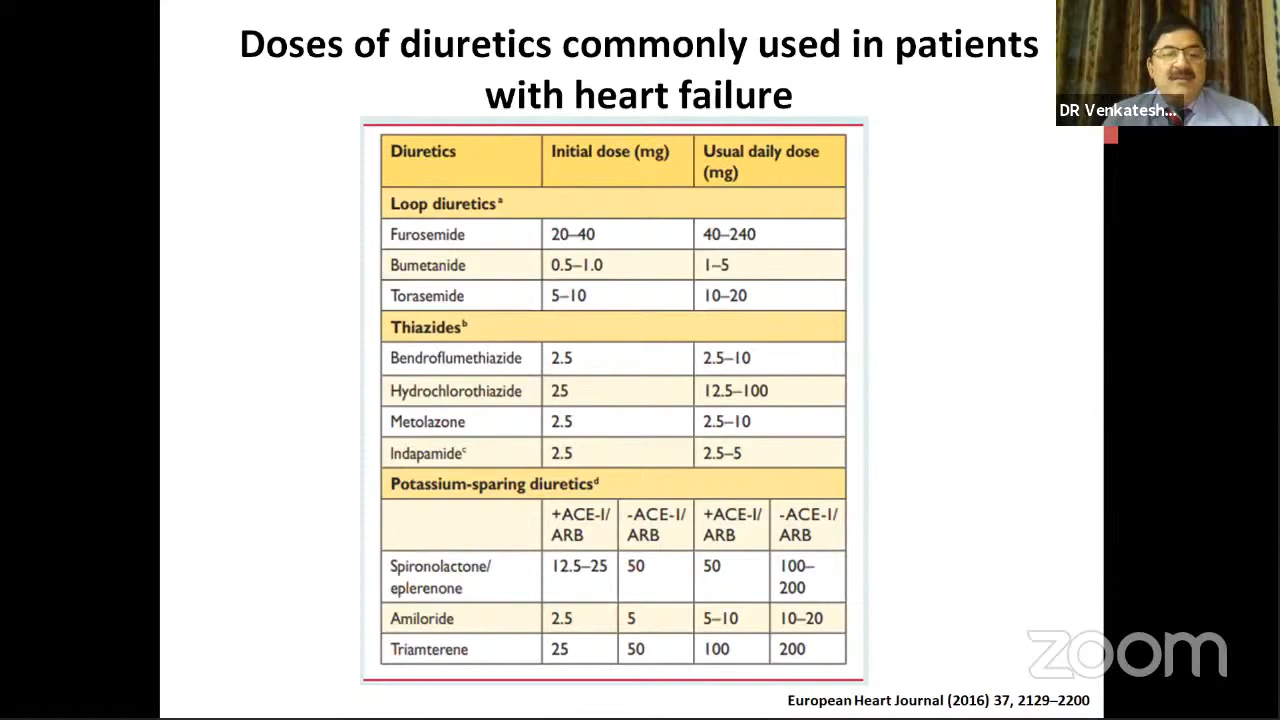 Doses of diuretics commonly used in patients
with heart failure
DR Venkatesh...
Diuretics Initial dose (mg) Usual daily dose
(mg)
Loop diureticsᵃ
Furosemide 20–40 40–240
Bumetanide 0.5–1.0 1–5
Torasemide 5–10 10–20
Thiazidesᵇ
Bendroflumethiazide 2.5 2.5–10
Hydrochlorothiazide 25 12.5–100
Metolazone 2.5 2.5–10
Indapamideᶜ 2.5 2.5–5
Potassium-sparing diureticsᵈ
+ACE-I/ -ACE-I/ +ACE-I/ -ACE-I/
ARB ARB ARB ARB
Spironolactone/ 12.5–25 50 50 100–
eplerenone 200
Amiloride 2.5 5 5–10 10–20
Triamterene 25 50 100 200
zoom
European Heart Journal (2016) 37, 2129–2200